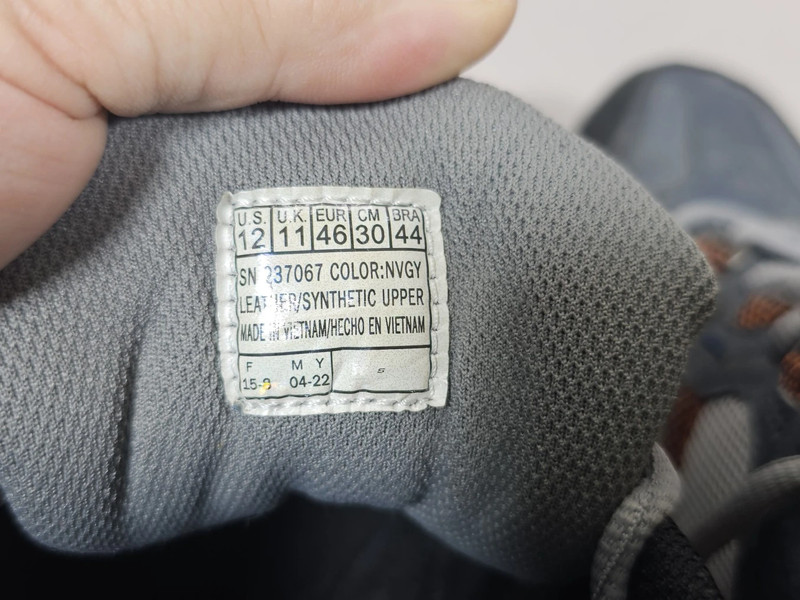 U.S. U.K. EUR CM BRA
12 11 46 30 44
SN 237067 COLOR:NVGY
LEATHER/SYNTHETIC UPPER
MADE IN VIETNAM/HECHO EN VIETNAM
F M Y
04-22